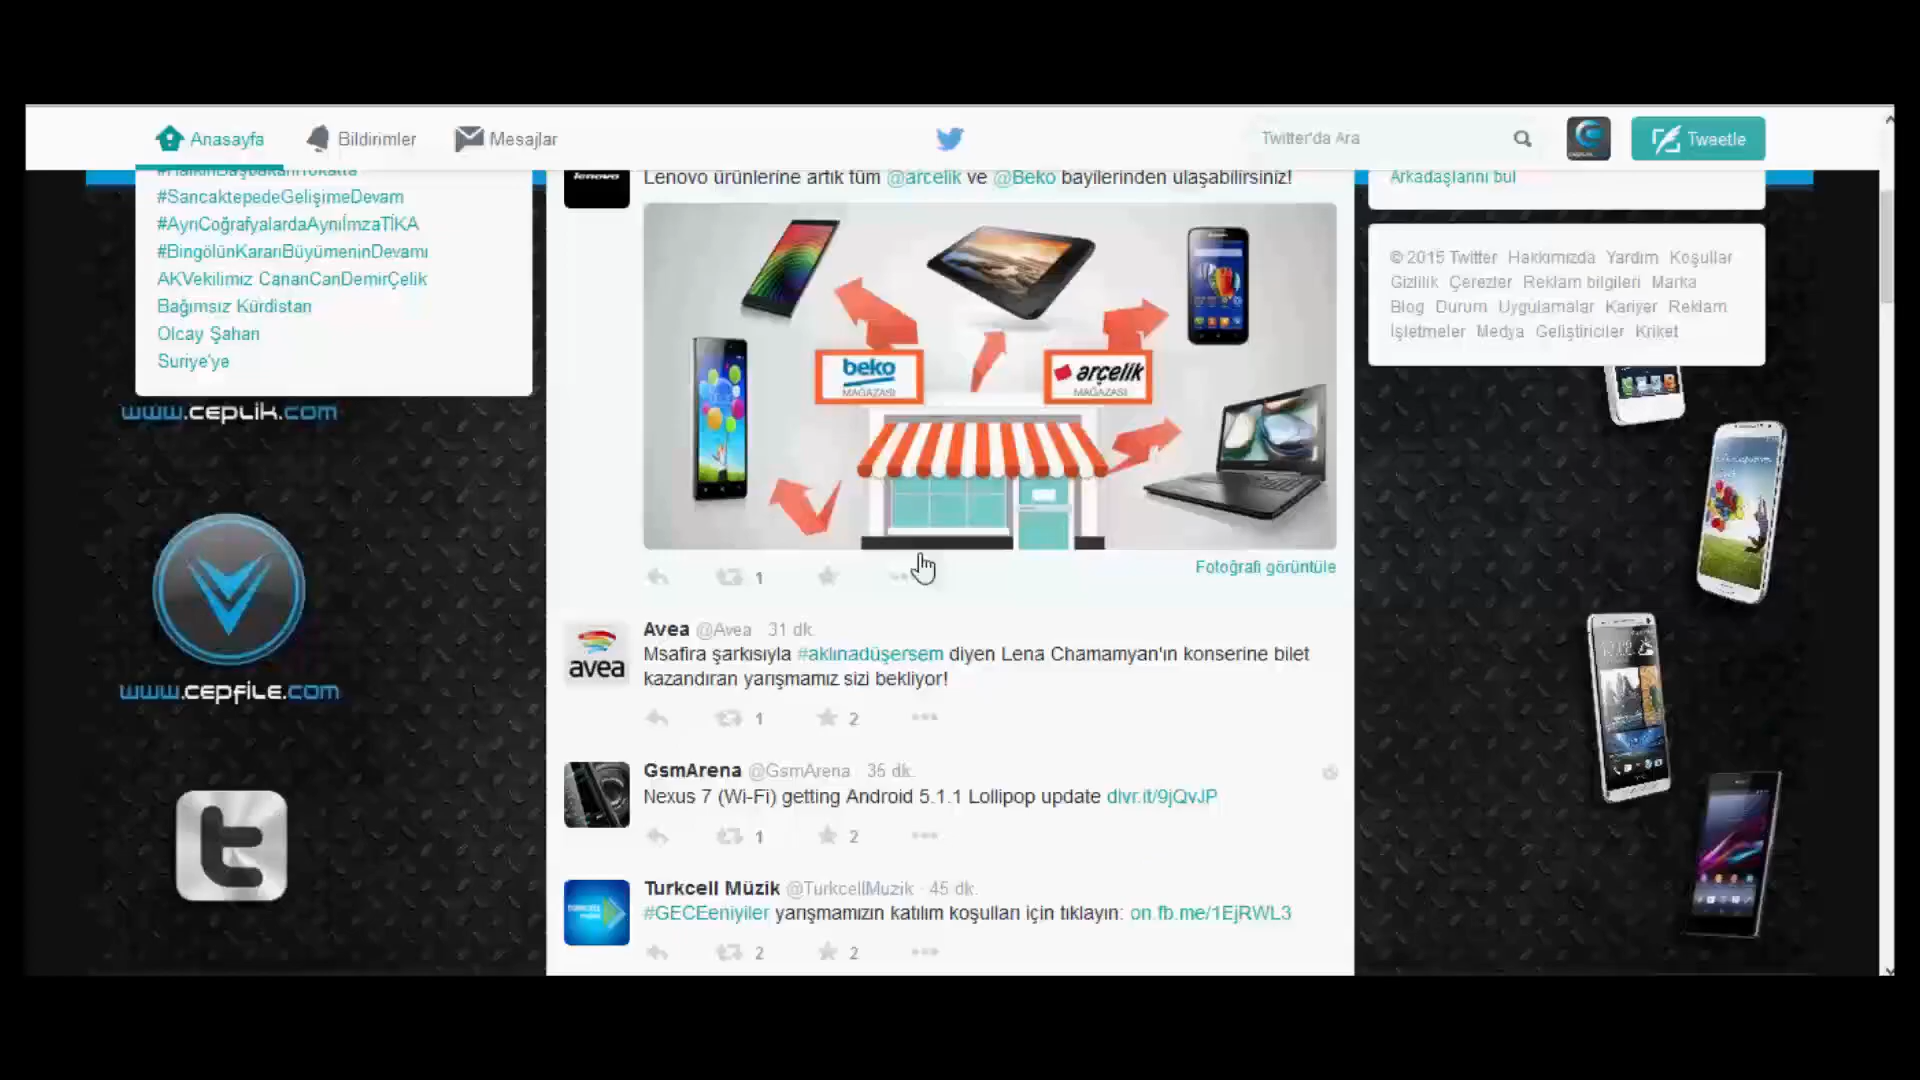 Anasayfa
Bildirimler
Mesajlar
Twitter'da Ara
Tweetle
#HalkınBaşbakanıTokatta
#SancaktepedeGelişimeDevam
#AyrıCoğrafyalardaAynıİmzaTİKA
#BingölünKararıBüyümeninDevamı
AKVekilimiz CananCanDemirÇelik
Bağımsız Kürdistan
Olcay Şahan
Suriye'ye
www.ceplik.com
www.cepfile.com
lenovo
Lenovo ürünlerine artık tüm @arcelik ve @Beko bayilerinden ulaşabilirsiniz!
beko
MAĞAZASI
arçelik
MAĞAZASI
1
Fotoğrafı görüntüle
avea
Avea @Avea · 31 dk.
Msafira şarkısıyla #aklınadüşersem diyen Lena Chamamyan'ın konserine bilet
kazandıran yarışmamız sizi bekliyor!
1 2
GsmArena @GsmArena · 35 dk.
Nexus 7 (Wi-Fi) getting Android 5.1.1 Lollipop update dlvr.it/9jQvJP
1 2
Turkcell Müzik @TurkcellMuzik · 45 dk.
#GECEeniyiler yarışmamızın katılım koşulları için tıklayın: on.fb.me/1EjRWL3
2 2
Arkadaşlarını bul
© 2015 Twitter Hakkımızda Yardım Koşullar
Gizlilik Çerezler Reklam bilgileri Marka
Blog Durum Uygulamalar Kariyer Reklam
İşletmeler Medya Geliştiriciler Kriket